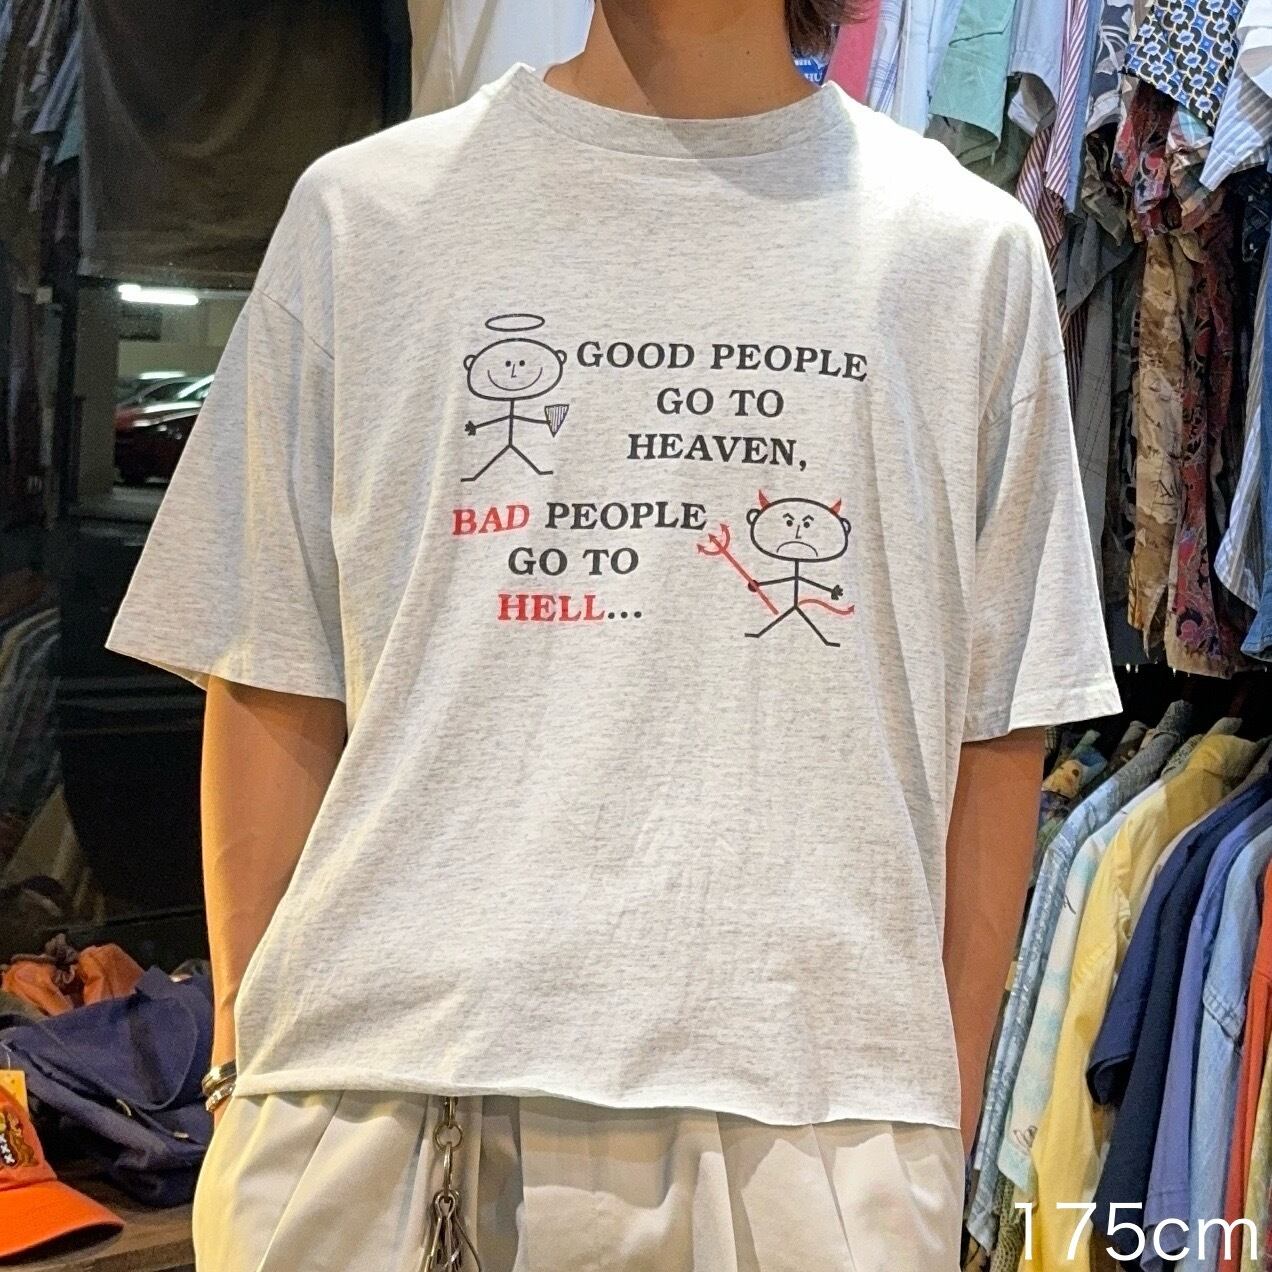 GOOD PEOPLE
GO TO
HEAVEN,
BAD PEOPLE
GO TO
HELL...
175cm